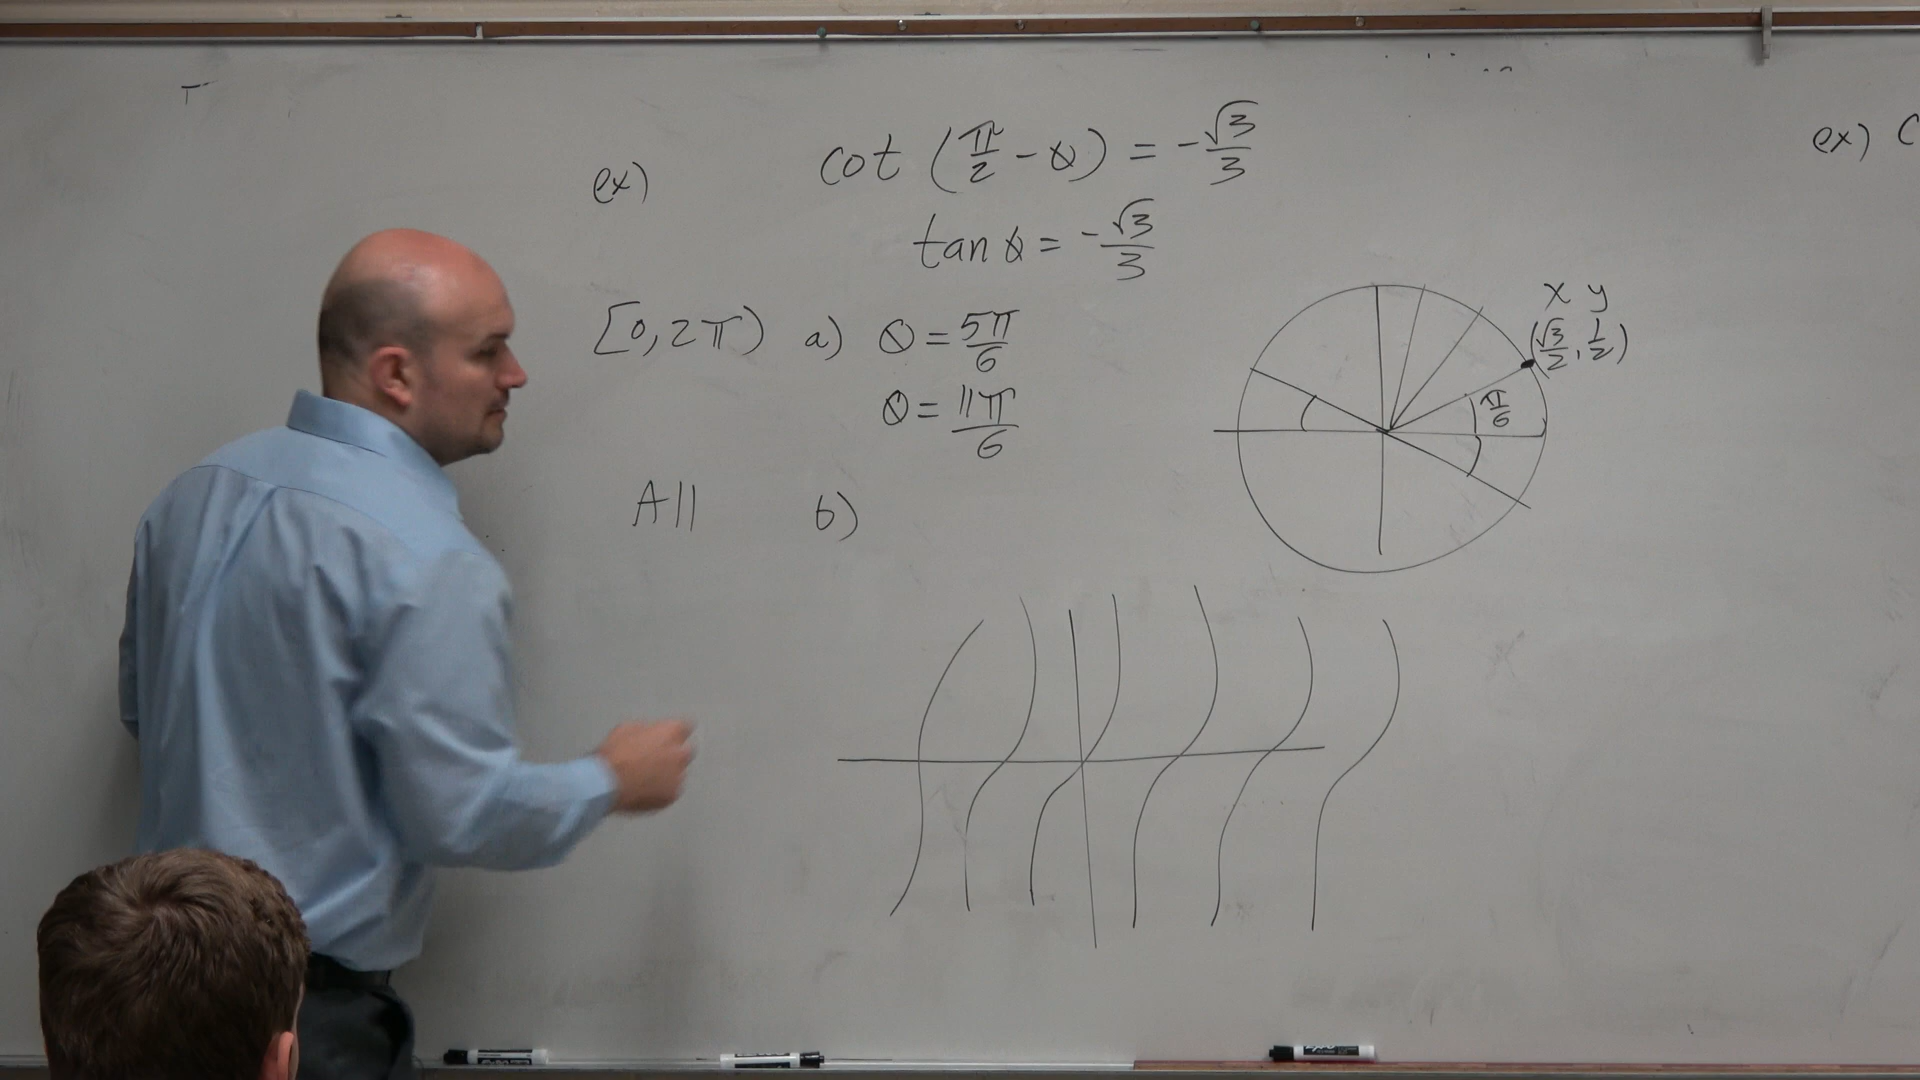 ex) cot (π/2 - θ) = -√3/3
tan θ = -√3/3
[0, 2π) a) θ = 5π/6
θ = 11π/6
All b)
x y
(√3/2, 1/2)
π/6
ex) C